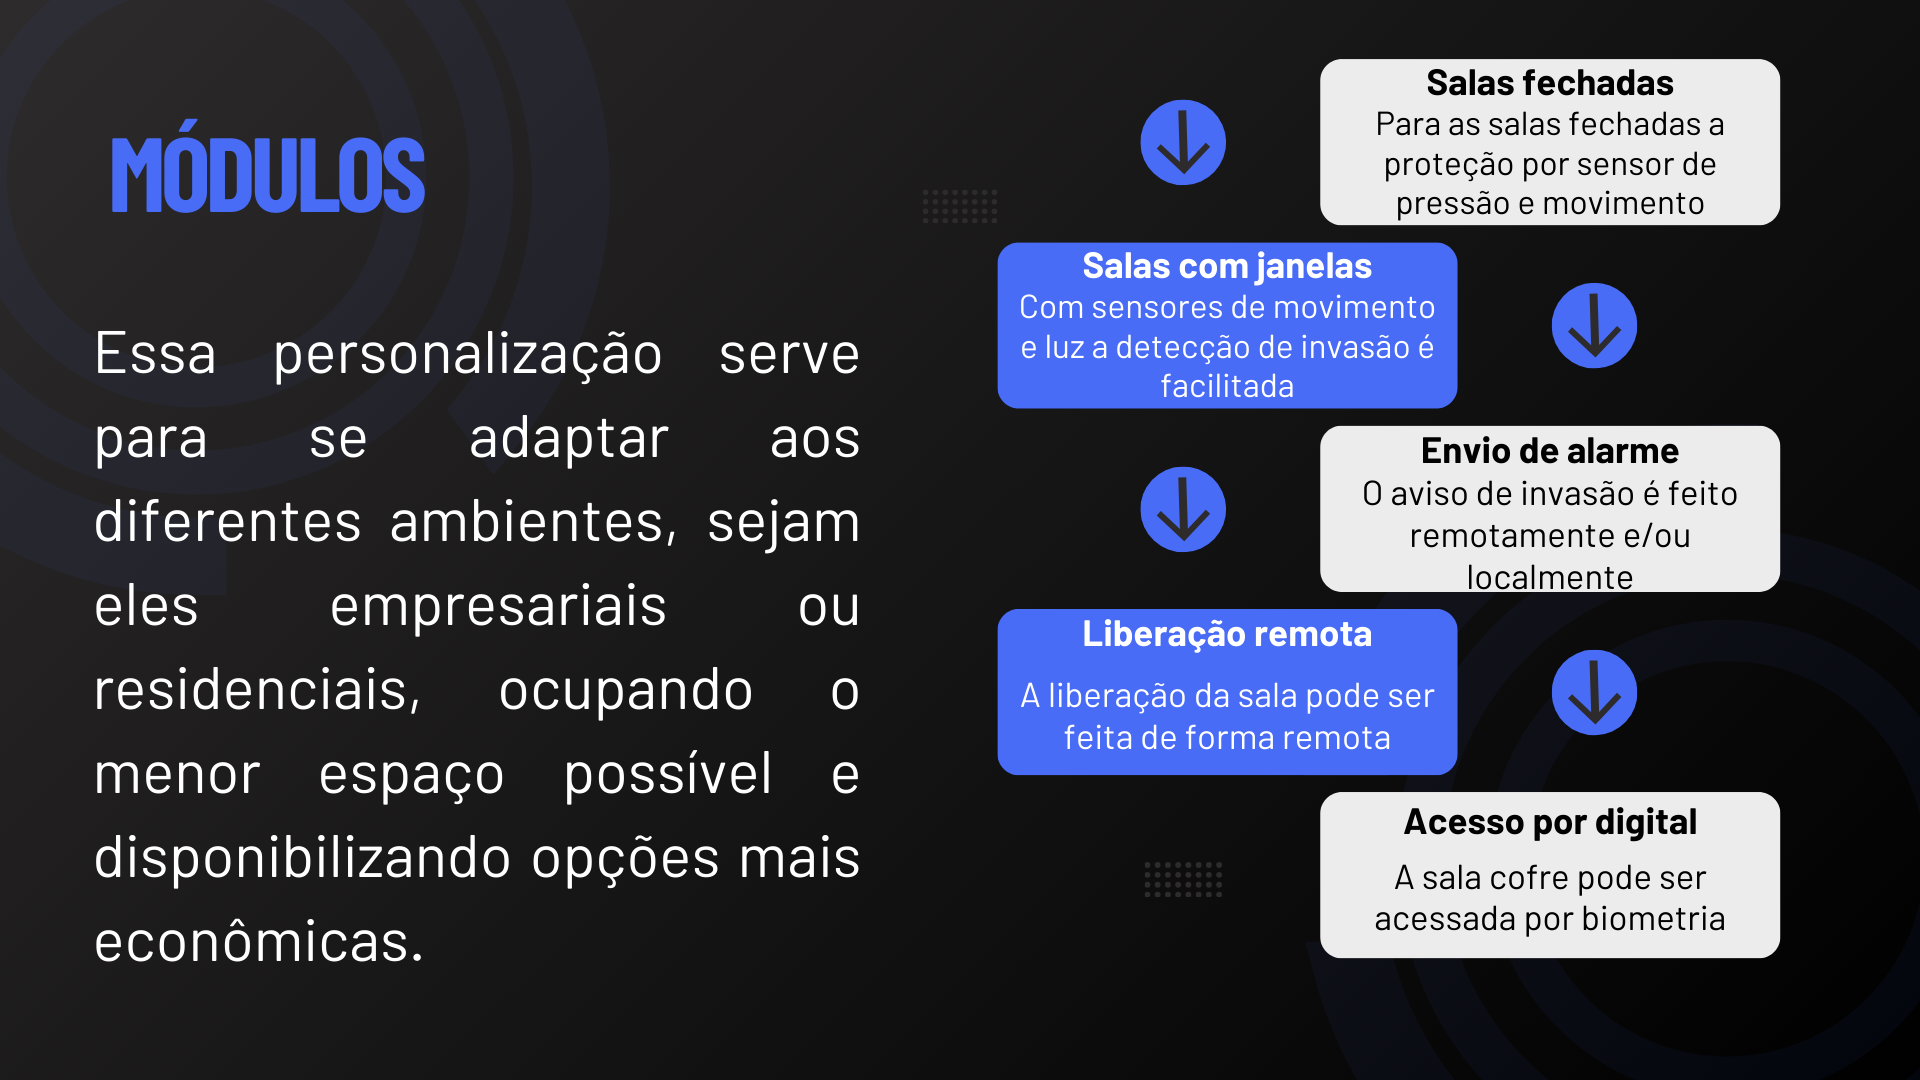 MÓDULOS
Essa personalização serve
para se adaptar aos
diferentes ambientes, sejam
eles empresariais ou
residenciais, ocupando o
menor espaço possível e
disponibilizando opções mais
econômicas.
Salas fechadas
Para as salas fechadas a
proteção por sensor de
pressão e movimento
Salas com janelas
Com sensores de movimento
e luz a detecção de invasão é
facilitada
Envio de alarme
O aviso de invasão é feito
remotamente e/ou
localmente
Liberação remota
A liberação da sala pode ser
feita de forma remota
Acesso por digital
A sala cofre pode ser
acessada por biometria